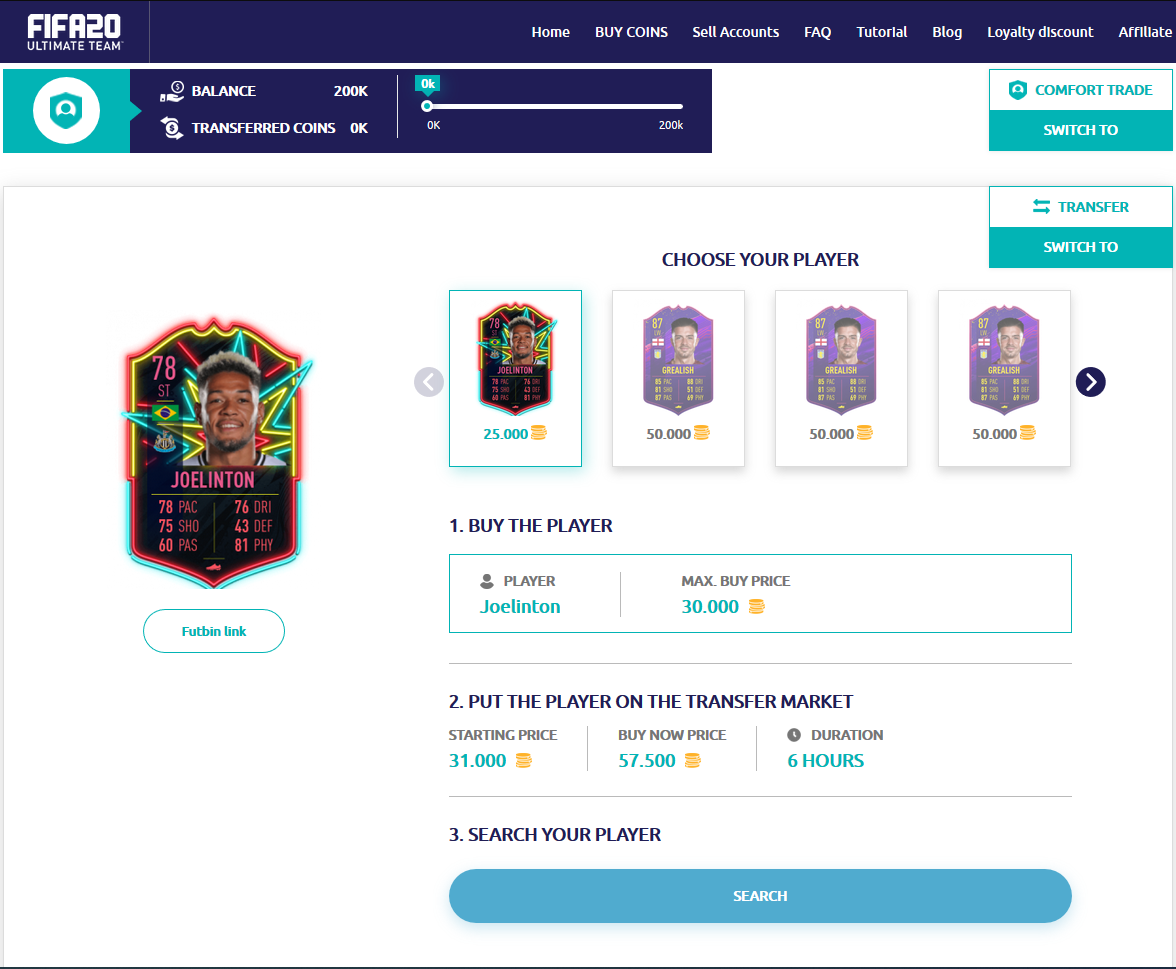 FIFA20
ULTIMATE TEAM
Home BUY COINS Sell Accounts FAQ Tutorial Blog Loyalty discount Affiliate
BALANCE 200K
TRANSFERRED COINS 0K
0k
0K 200k
COMFORT TRADE
SWITCH TO
TRANSFER
SWITCH TO
CHOOSE YOUR PLAYER
78
ST
JOELINTON
78 PAC 76 DRI
75 SHO 43 DEF
60 PAS 81 PHY
25.000
87
LW
GREALISH
85 PAC 88 DRI
81 SHO 51 DEF
87 PAS 69 PHY
50.000
87
LW
GREALISH
85 PAC 88 DRI
81 SHO 51 DEF
87 PAS 69 PHY
50.000
87
LW
GREALISH
85 PAC 88 DRI
81 SHO 51 DEF
87 PAS 69 PHY
50.000
78
ST
JOELINTON
78 PAC 76 DRI
75 SHO 43 DEF
60 PAS 81 PHY
Futbin link
1. BUY THE PLAYER
PLAYER MAX. BUY PRICE
Joelinton 30.000
2. PUT THE PLAYER ON THE TRANSFER MARKET
STARTING PRICE BUY NOW PRICE DURATION
31.000 57.500 6 HOURS
3. SEARCH YOUR PLAYER
SEARCH